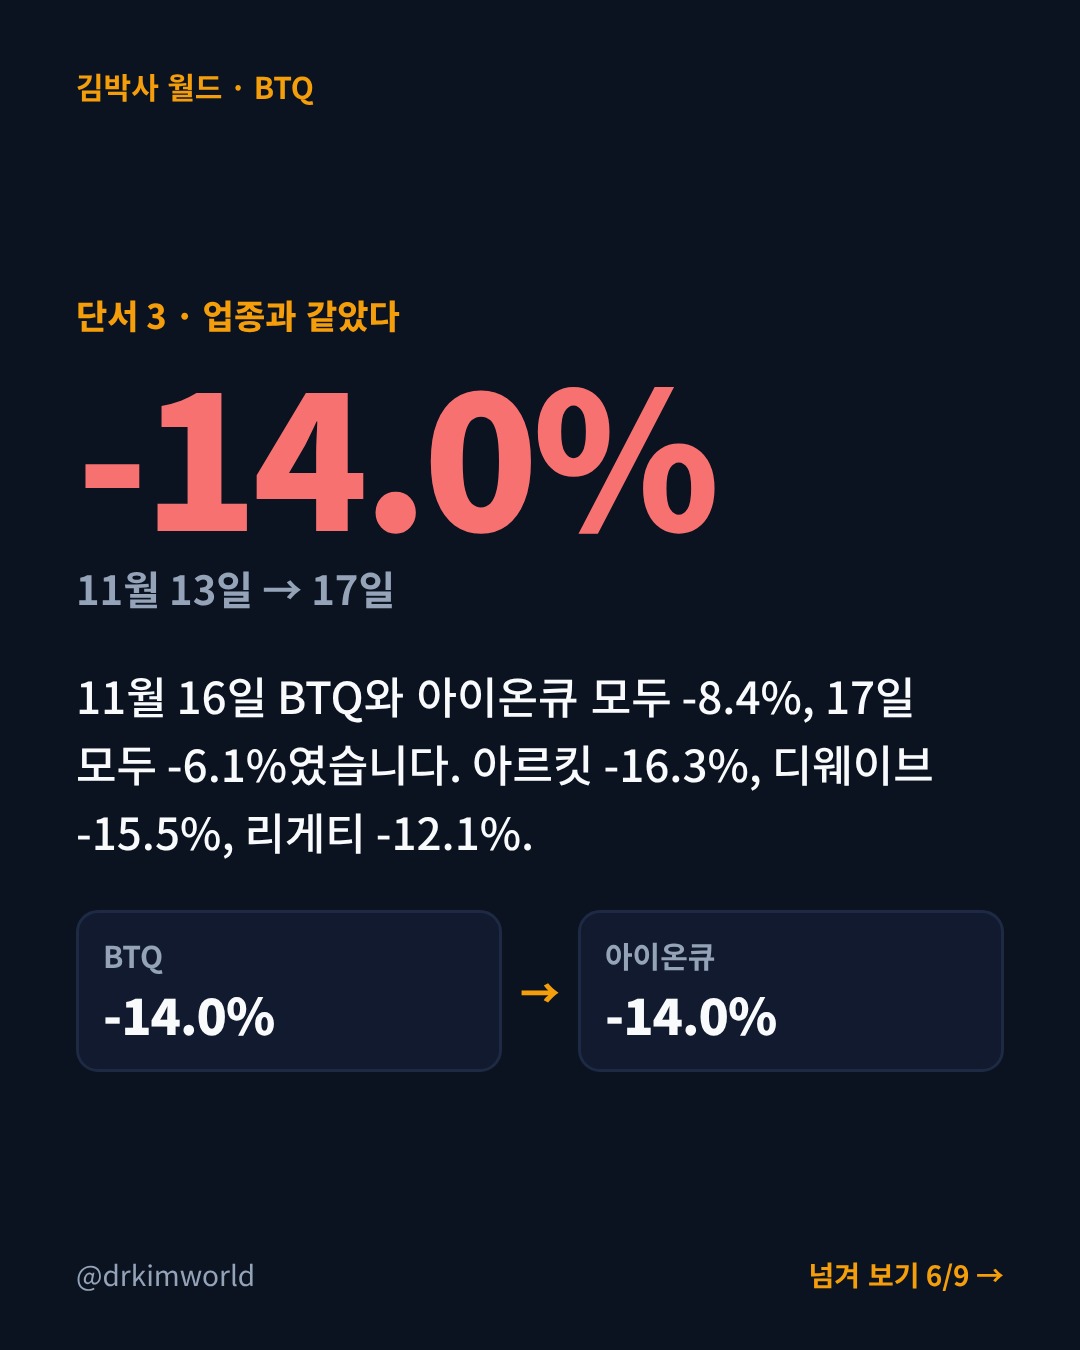 김박사 월드 · BTQ
단서 3 · 업종과 같았다
-14.0%
11월 13일 → 17일
11월 16일 BTQ와 아이온큐 모두 -8.4%, 17일
모두 -6.1%였습니다. 아르킷 -16.3%, 디웨이브
-15.5%, 리게티 -12.1%.
BTQ
-14.0%
→
아이온큐
-14.0%
@drkimworld
넘겨 보기 6/9 →